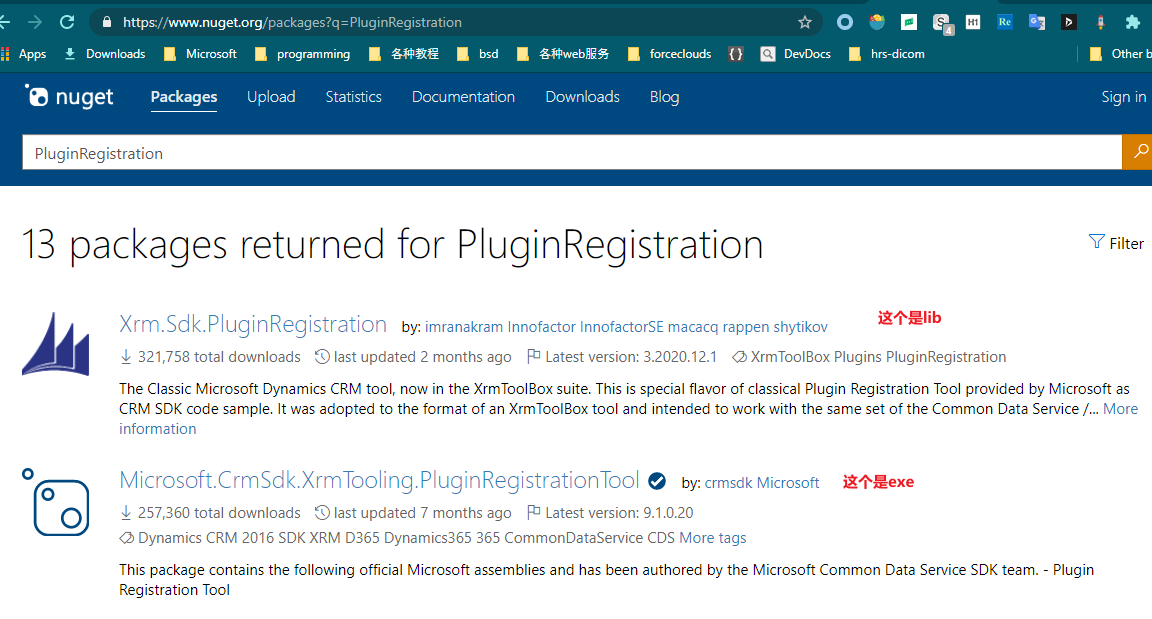 https://www.nuget.org/packages?q=PluginRegistration
4 H1 Re G
Apps Downloads Microsoft programming 各种教程 bsd 各种web服务 forceclouds {} DevDocs hrs-dicom Other b
nuget Packages Upload Statistics Documentation Downloads Blog Sign in
PluginRegistration
13 packages returned for PluginRegistration Filter
Xrm.Sdk.PluginRegistration by: imranakram Innofactor InnofactorSE macacq rappen shytikov 这个是lib
321,758 total downloads last updated 2 months ago Latest version: 3.2020.12.1 XrmToolBox Plugins PluginRegistration
The Classic Microsoft Dynamics CRM tool, now in the XrmToolBox suite. This is special flavor of classical Plugin Registration Tool provided by Microsoft as
CRM SDK code sample. It was adopted to the format of an XrmToolBox tool and intended to work with the same set of the Common Data Service /... More
information
Microsoft.CrmSdk.XrmTooling.PluginRegistrationTool by: crmsdk Microsoft 这个是exe
257,360 total downloads last updated 7 months ago Latest version: 9.1.0.20
Dynamics CRM 2016 SDK XRM D365 Dynamics365 365 CommonDataService CDS More tags
This package contains the following official Microsoft assemblies and has been authored by the Microsoft Common Data Service SDK team. - Plugin
Registration Tool